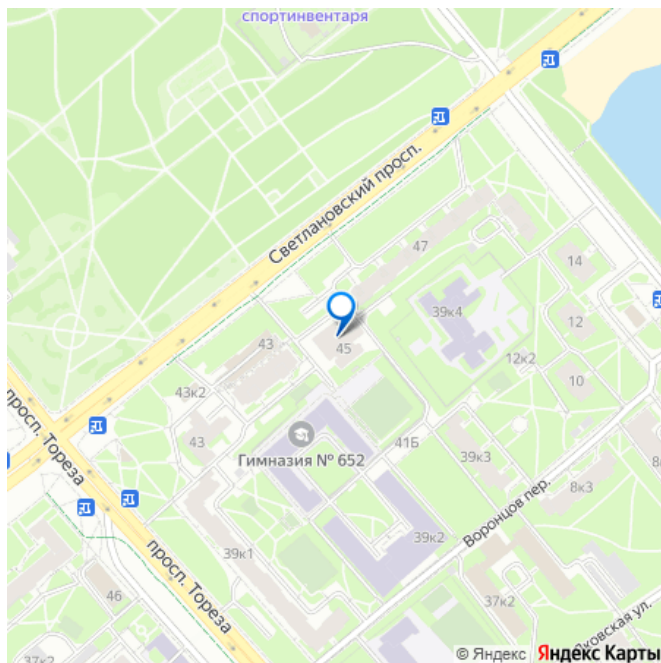 спортинвентаря
Светлановский просп.
47
14
39к4
12
45
43
12к2
10
43к2
просп. Тореза
43
Гимназия № 652
41Б
39к3
8к3
Воронцов пер.
39к1
39к2
просп. Тореза
46
37к2
37к2
© Яндекс Яндекс Карты